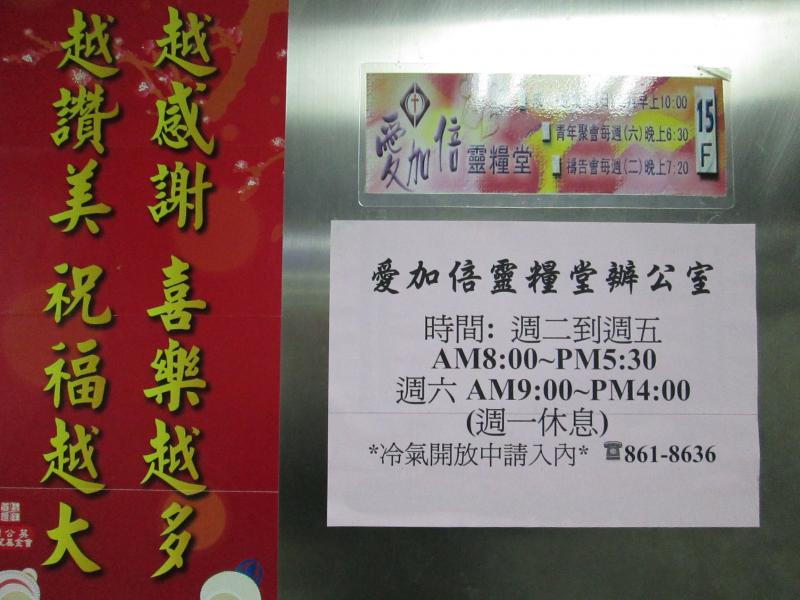 越感謝 喜樂越多
越讚美 祝福越大
愛加倍
靈糧堂
早上10:00
青年聚會每週(六)晚上6:30
禱告會每週(二)晚上7:20
15
F
愛加倍靈糧堂辦公室
時間: 週二到週五
AM8:00~PM5:30
週六 AM9:00~PM4:00
(週一休息)
*冷氣開放中請入內* ☎861-8636